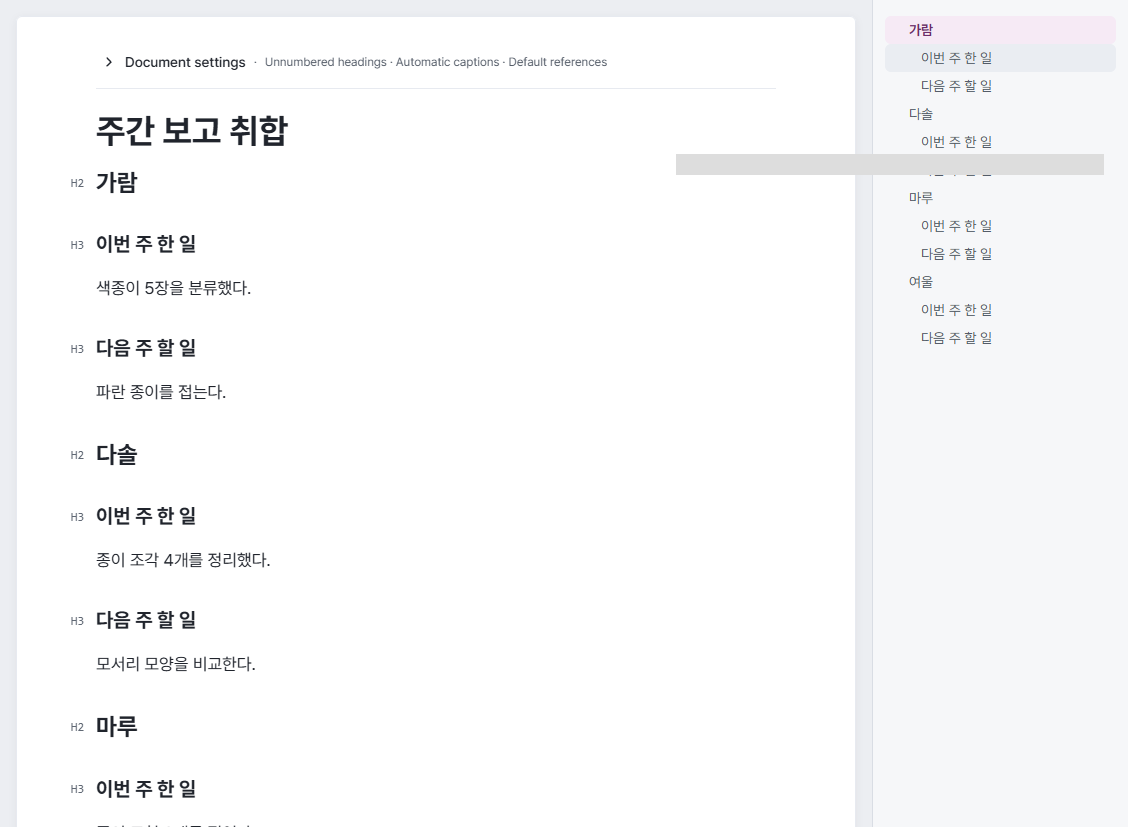 Document settings · Unnumbered headings · Automatic captions · Default references
주간 보고 취합
H2 가람
H3 이번 주 한 일
색종이 5장을 분류했다.
H3 다음 주 할 일
파란 종이를 접는다.
H2 다솔
H3 이번 주 한 일
종이 조각 4개를 정리했다.
H3 다음 주 할 일
모서리 모양을 비교한다.
H2 마루
H3 이번 주 한 일
가람
이번 주 한 일
다음 주 할 일
다솔
이번 주 한 일
마루
이번 주 한 일
다음 주 할 일
여울
이번 주 한 일
다음 주 할 일